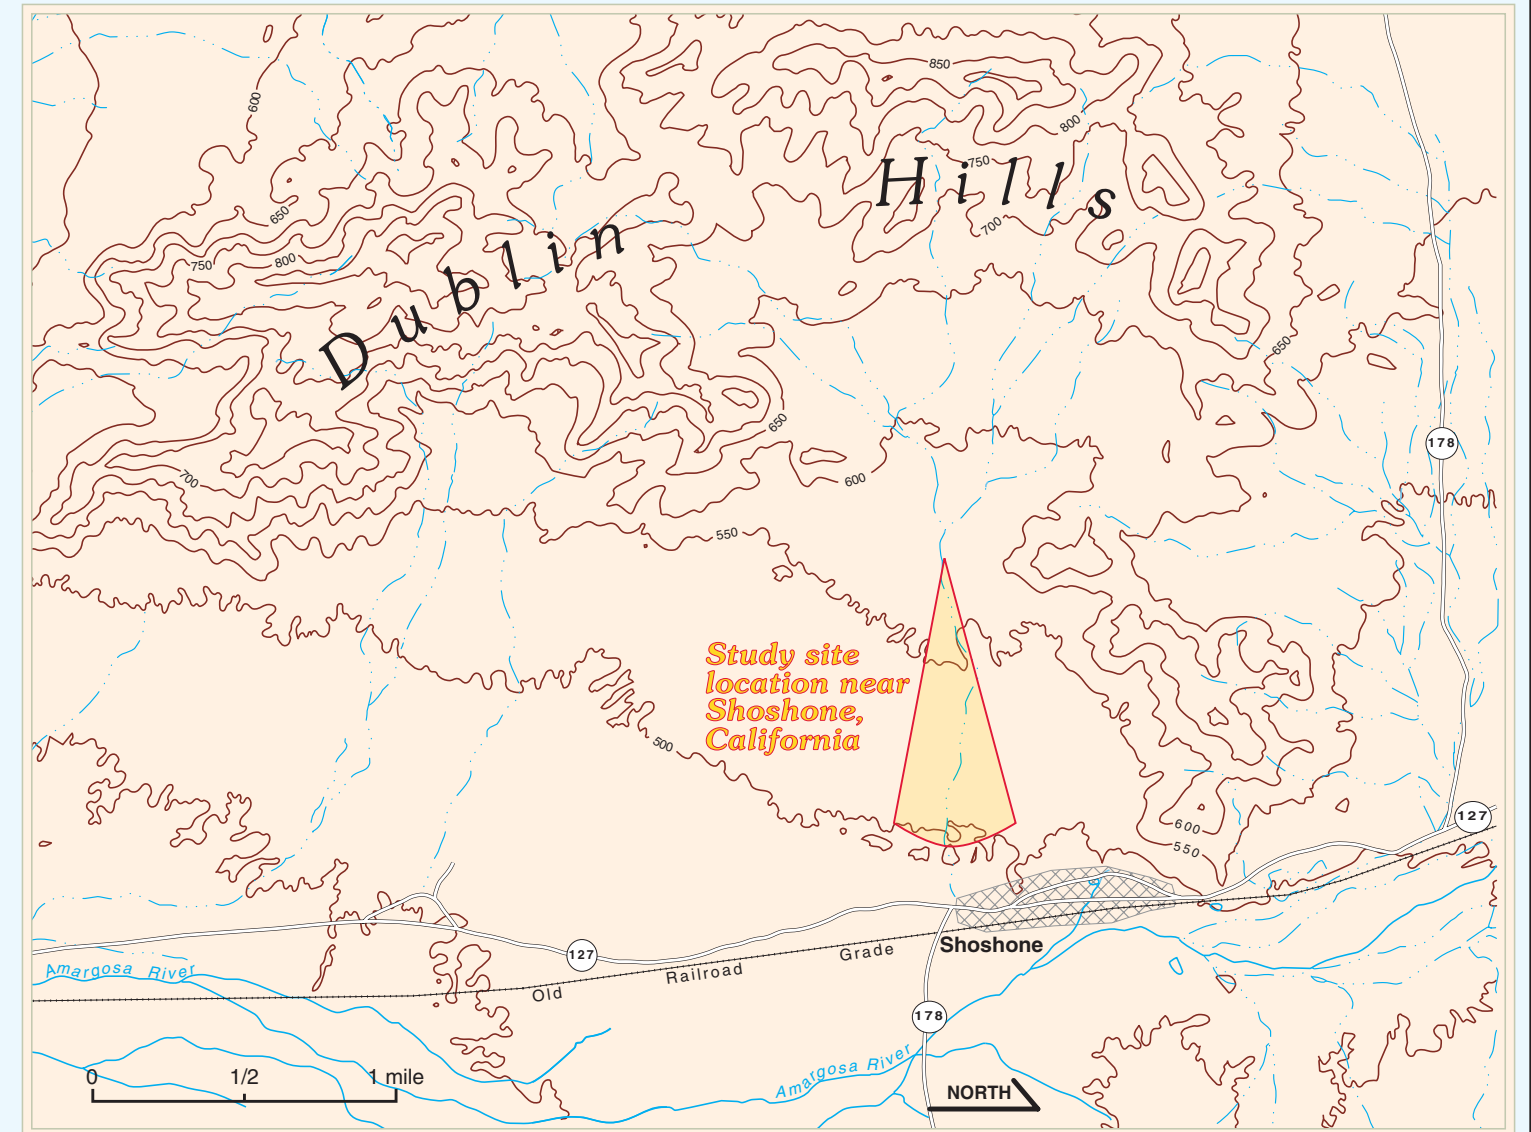 850
600
800
750
Hills
650
700
Dublin
750
800
650
650
178
700
600
550
Study site
location near
Shoshone,
California
500
600
550
127
Shoshone
127
Old Railroad Grade
Amargosa River
178
Amargosa River
0 1/2 1 mile
NORTH